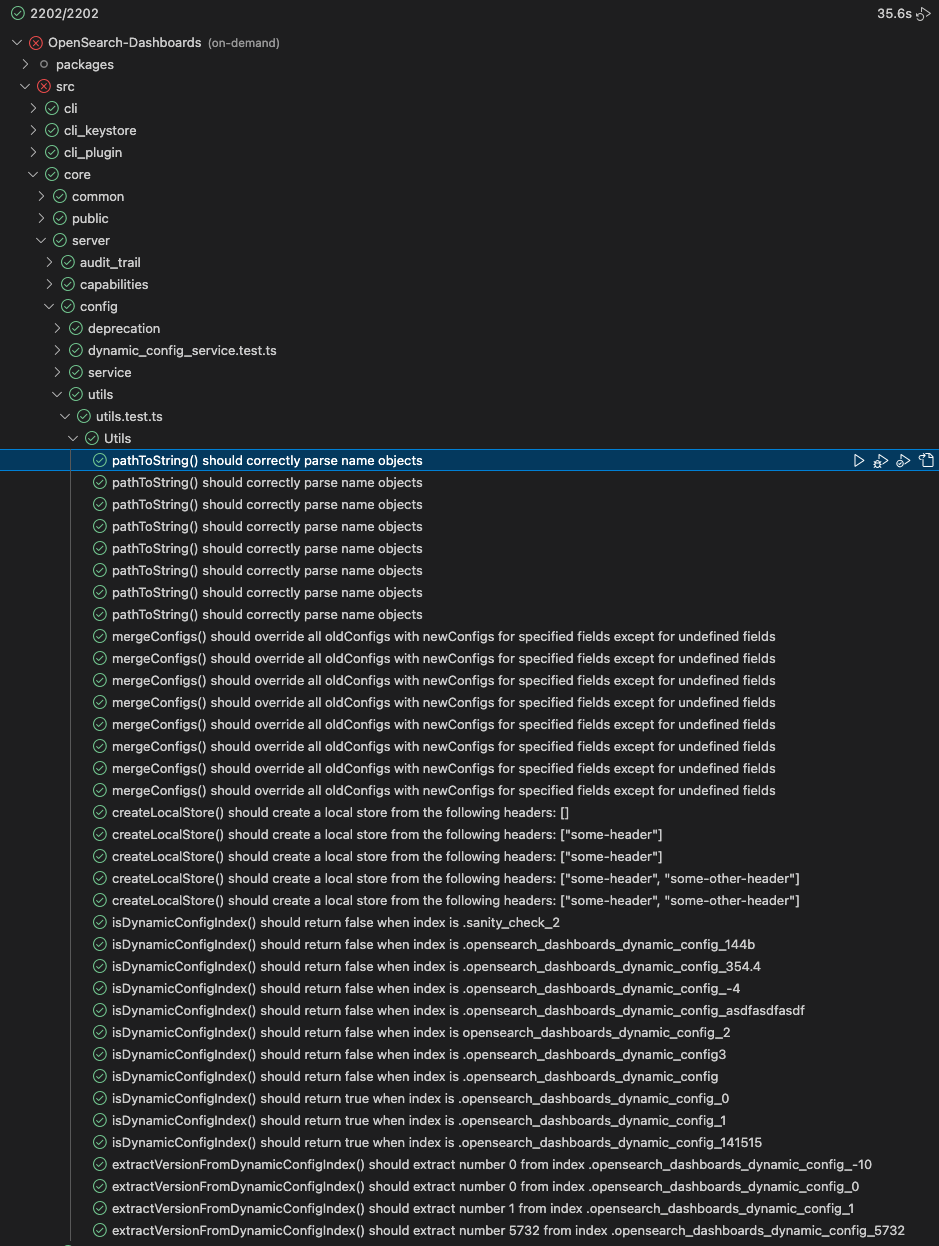 2202/2202 35.6s
OpenSearch-Dashboards (on-demand)
packages
src
cli
cli_keystore
cli_plugin
core
common
public
server
audit_trail
capabilities
config
deprecation
dynamic_config_service.test.ts
service
utils
utils.test.ts
Utils
pathToString() should correctly parse name objects
pathToString() should correctly parse name objects
pathToString() should correctly parse name objects
pathToString() should correctly parse name objects
pathToString() should correctly parse name objects
pathToString() should correctly parse name objects
pathToString() should correctly parse name objects
pathToString() should correctly parse name objects
mergeConfigs() should override all oldConfigs with newConfigs for specified fields except for undefined fields
mergeConfigs() should override all oldConfigs with newConfigs for specified fields except for undefined fields
mergeConfigs() should override all oldConfigs with newConfigs for specified fields except for undefined fields
mergeConfigs() should override all oldConfigs with newConfigs for specified fields except for undefined fields
mergeConfigs() should override all oldConfigs with newConfigs for specified fields except for undefined fields
mergeConfigs() should override all oldConfigs with newConfigs for specified fields except for undefined fields
mergeConfigs() should override all oldConfigs with newConfigs for specified fields except for undefined fields
mergeConfigs() should override all oldConfigs with newConfigs for specified fields except for undefined fields
createLocalStore() should create a local store from the following headers: []
createLocalStore() should create a local store from the following headers: ["some-header"]
createLocalStore() should create a local store from the following headers: ["some-header"]
createLocalStore() should create a local store from the following headers: ["some-header", "some-other-header"]
createLocalStore() should create a local store from the following headers: ["some-header", "some-other-header"]
isDynamicConfigIndex() should return false when index is .sanity_check_2
isDynamicConfigIndex() should return false when index is .opensearch_dashboards_dynamic_config_144b
isDynamicConfigIndex() should return false when index is .opensearch_dashboards_dynamic_config_354.4
isDynamicConfigIndex() should return false when index is .opensearch_dashboards_dynamic_config_-4
isDynamicConfigIndex() should return false when index is .opensearch_dashboards_dynamic_config_asdfasdfasdf
isDynamicConfigIndex() should return false when index is opensearch_dashboards_dynamic_config_2
isDynamicConfigIndex() should return false when index is .opensearch_dashboards_dynamic_config3
isDynamicConfigIndex() should return false when index is .opensearch_dashboards_dynamic_config
isDynamicConfigIndex() should return true when index is .opensearch_dashboards_dynamic_config_0
isDynamicConfigIndex() should return true when index is .opensearch_dashboards_dynamic_config_1
isDynamicConfigIndex() should return true when index is .opensearch_dashboards_dynamic_config_141515
extractVersionFromDynamicConfigIndex() should extract number 0 from index .opensearch_dashboards_dynamic_config_-10
extractVersionFromDynamicConfigIndex() should extract number 0 from index .opensearch_dashboards_dynamic_config_0
extractVersionFromDynamicConfigIndex() should extract number 1 from index .opensearch_dashboards_dynamic_config_1
extractVersionFromDynamicConfigIndex() should extract number 5732 from index .opensearch_dashboards_dynamic_config_5732